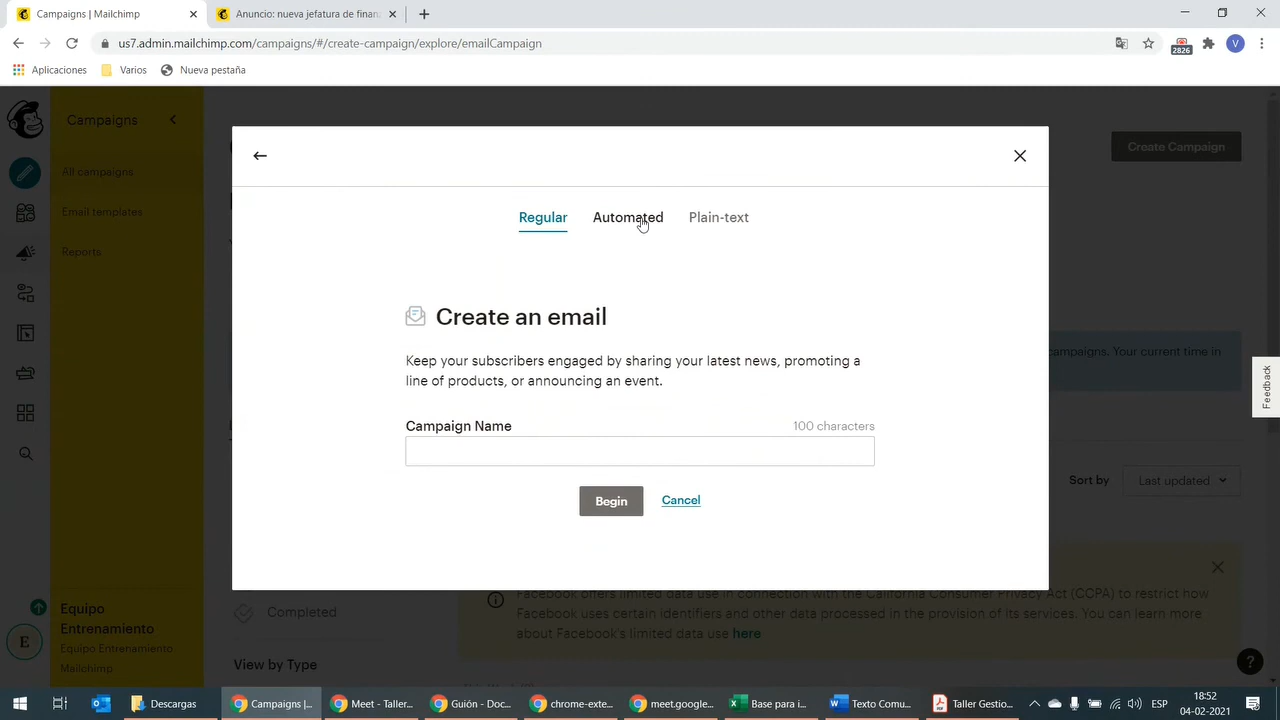 Campaigns | Mailchimp
Anuncio: nueva jefatura de finan
us7.admin.mailchimp.com/campaigns/#/create-campaign/explore/emailCampaign
2826
V
Aplicaciones
Varios
Nueva pestaña
Campaigns
Create Campaign
All campaigns
Email templates
Reports
Regular
Automated
Plain-text
Create an email
Keep your subscribers engaged by sharing your latest news, promoting a
line of products, or announcing an event.
campaigns. Your current time in
Feedback
Campaign Name
100 characters
Sort by
Last updated
Begin
Cancel
Facebook offers limited data use in connection with the California Consumer Privacy Act (CCPA) to restrict how
Facebook uses certain identifiers and other data processed in the provision of its services. You can learn more
about Facebook's limited data use here
Completed
View by Type
Equipo
Entrenamiento
Equipo Entrenamiento
Mailchimp
E
?
Descargas
Campaigns |...
Meet - Taller...
Guión - Doc...
chrome-exte...
meet.google...
Base para i...
Texto Comu...
Taller Gestio...
ESP
18:52
04-02-2021